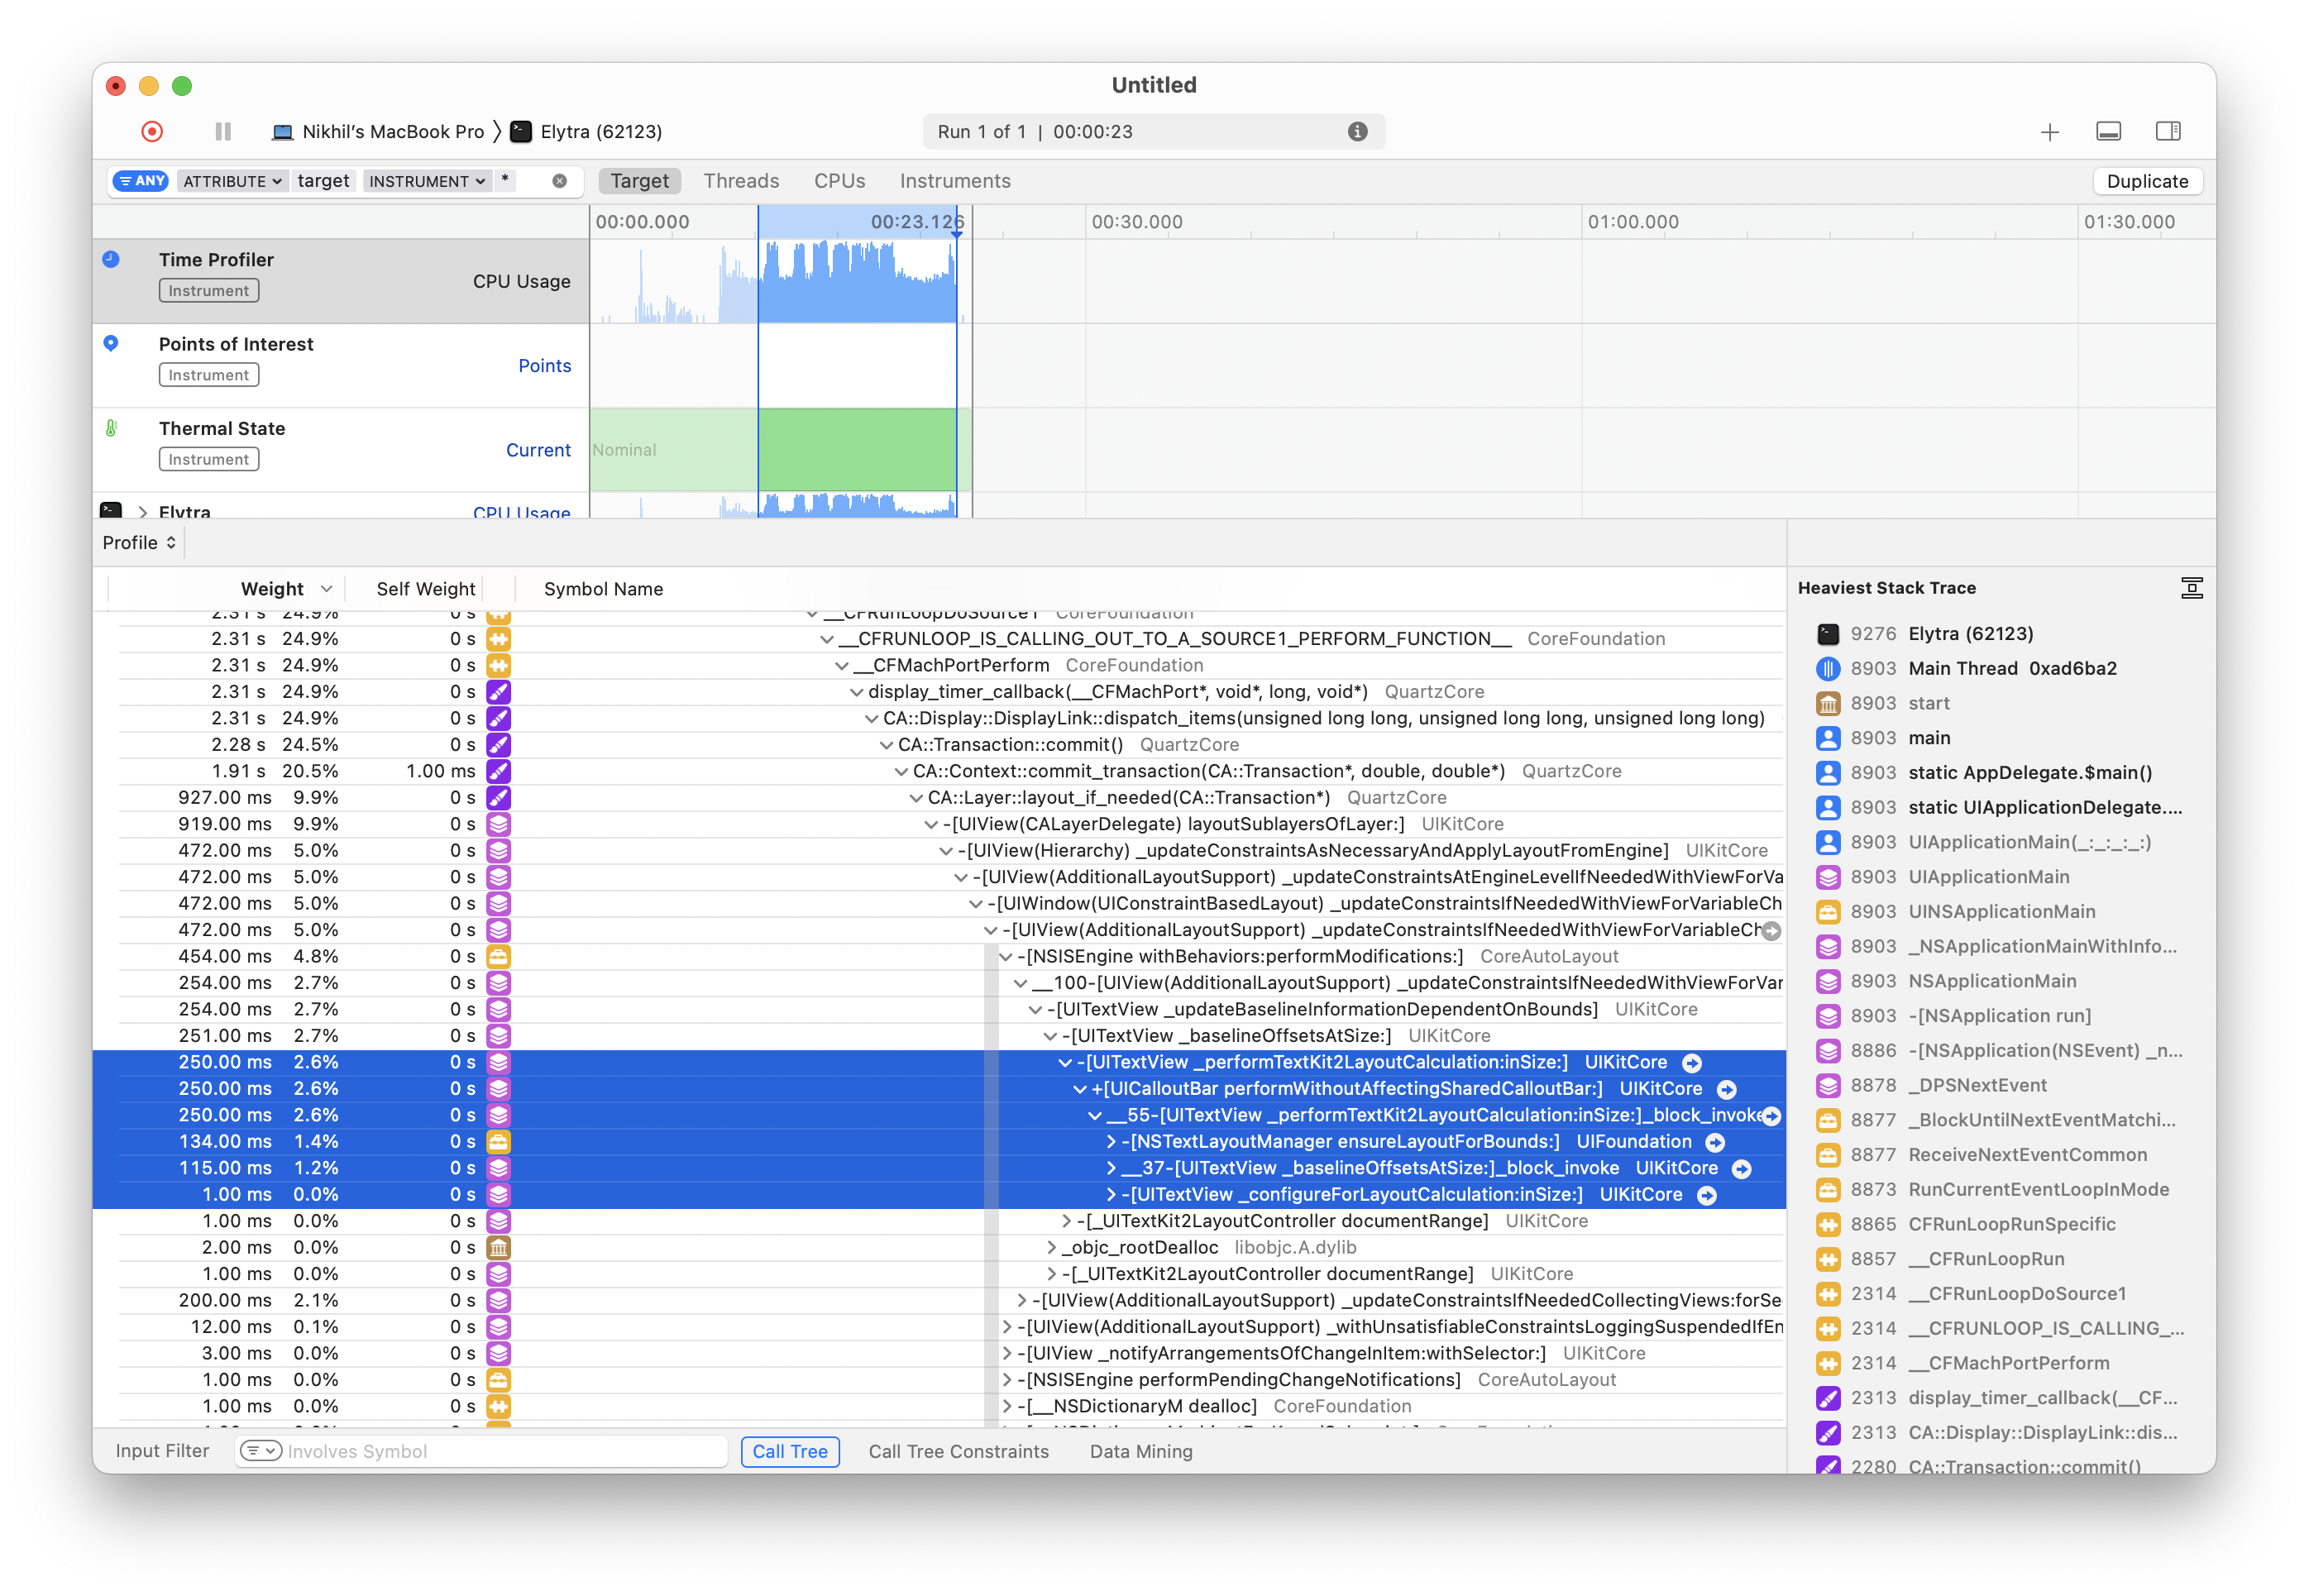 Untitled
Nikhil's MacBook Pro 〉 Elytra (62123)
Run 1 of 1 | 00:00:23
ANY ATTRIBUTE target INSTRUMENT * Target Threads CPUs Instruments Duplicate
00:00.000 00:23.126 00:30.000 01:00.000 01:30.000
Time Profiler
Instrument
CPU Usage
Points of Interest
Instrument
Points
Thermal State
Instrument
Current
Nominal
Elytra CPU Usage
Profile
Weight Self Weight Symbol Name
2.31 s 24.9% 0 s __CFRunLoopDoSource1 CoreFoundation
2.31 s 24.9% 0 s __CFRUNLOOP_IS_CALLING_OUT_TO_A_SOURCE1_PERFORM_FUNCTION__ CoreFoundation
2.31 s 24.9% 0 s __CFMachPortPerform CoreFoundation
2.31 s 24.9% 0 s display_timer_callback(__CFMachPort*, void*, long, void*) QuartzCore
2.31 s 24.9% 0 s CA::Display::DisplayLink::dispatch_items(unsigned long long, unsigned long long, unsigned long long)
2.28 s 24.5% 0 s CA::Transaction::commit() QuartzCore
1.91 s 20.5% 1.00 ms CA::Context::commit_transaction(CA::Transaction*, double, double*) QuartzCore
927.00 ms 9.9% 0 s CA::Layer::layout_if_needed(CA::Transaction*) QuartzCore
919.00 ms 9.9% 0 s -[UIView(CALayerDelegate) layoutSublayersOfLayer:] UIKitCore
472.00 ms 5.0% 0 s -[UIView(Hierarchy) _updateConstraintsAsNecessaryAndApplyLayoutFromEngine] UIKitCore
472.00 ms 5.0% 0 s -[UIView(AdditionalLayoutSupport) _updateConstraintsAtEngineLevelIfNeededWithViewForVa
472.00 ms 5.0% 0 s -[UIWindow(UIConstraintBasedLayout) _updateConstraintsIfNeededWithViewForVariableCh
472.00 ms 5.0% 0 s -[UIView(AdditionalLayoutSupport) _updateConstraintsIfNeededWithViewForVariableCh
454.00 ms 4.8% 0 s -[NSISEngine withBehaviors:performModifications:] CoreAutoLayout
254.00 ms 2.7% 0 s __100-[UIView(AdditionalLayoutSupport) _updateConstraintsIfNeededWithViewForVar
254.00 ms 2.7% 0 s -[UITextView _updateBaselineInformationDependentOnBounds] UIKitCore
251.00 ms 2.7% 0 s -[UITextView _baselineOffsetsAtSize:] UIKitCore
250.00 ms 2.6% 0 s -[UITextView _performTextKit2LayoutCalculation:inSize:] UIKitCore
250.00 ms 2.6% 0 s +[UICalloutBar performWithoutAffectingSharedCalloutBar:] UIKitCore
250.00 ms 2.6% 0 s __55-[UITextView _performTextKit2LayoutCalculation:inSize:]_block_invoke
134.00 ms 1.4% 0 s -[NSTextLayoutManager ensureLayoutForBounds:] UIFoundation
115.00 ms 1.2% 0 s __37-[UITextView _baselineOffsetsAtSize:]_block_invoke UIKitCore
1.00 ms 0.0% 0 s -[UITextView _configureForLayoutCalculation:inSize:] UIKitCore
1.00 ms 0.0% 0 s -[_UITextKit2LayoutController documentRange] UIKitCore
2.00 ms 0.0% 0 s _objc_rootDealloc libobjc.A.dylib
1.00 ms 0.0% 0 s -[_UITextKit2LayoutController documentRange] UIKitCore
200.00 ms 2.1% 0 s -[UIView(AdditionalLayoutSupport) _updateConstraintsIfNeededCollectingViews:forSe
12.00 ms 0.1% 0 s -[UIView(AdditionalLayoutSupport) _withUnsatisfiableConstraintsLoggingSuspendedIfEn
3.00 ms 0.0% 0 s -[UIView _notifyArrangementsOfChangeInItem:withSelector:] UIKitCore
1.00 ms 0.0% 0 s -[NSISEngine performPendingChangeNotifications] CoreAutoLayout
1.00 ms 0.0% 0 s -[__NSDictionaryM dealloc] CoreFoundation
Input Filter Involves Symbol Call Tree Call Tree Constraints Data Mining
Heaviest Stack Trace
9276 Elytra (62123)
8903 Main Thread 0xad6ba2
8903 start
8903 main
8903 static AppDelegate.$main()
8903 static UIApplicationDelegate....
8903 UIApplicationMain(_:_:_:_:)
8903 UIApplicationMain
8903 UINSApplicationMain
8903 _NSApplicationMainWithInfo...
8903 NSApplicationMain
8903 -[NSApplication run]
8886 -[NSApplication(NSEvent) _n...
8878 _DPSNextEvent
8877 _BlockUntilNextEventMatchi...
8877 ReceiveNextEventCommon
8873 RunCurrentEventLoopInMode
8865 CFRunLoopRunSpecific
8857 __CFRunLoopRun
2314 __CFRunLoopDoSource1
2314 __CFRUNLOOP_IS_CALLING_...
2314 __CFMachPortPerform
2313 display_timer_callback(__CF...
2313 CA::Display::DisplayLink::dis...
2280 CA::Transaction::commit()